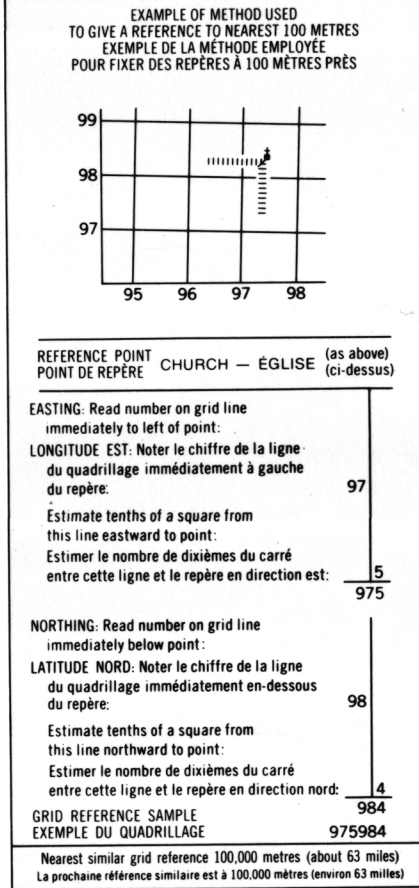 EXAMPLE OF METHOD USED
TO GIVE A REFERENCE TO NEAREST 100 METRES
EXEMPLE DE LA MÉTHODE EMPLOYÉE
POUR FIXER DES REPÈRES À 100 MÈTRES PRÈS
99
98
97
95 96 97 98
REFERENCE POINT
POINT DE REPÈRE
CHURCH — ÉGLISE
(as above)
(ci-dessus)
EASTING: Read number on grid line
immediately to left of point:
LONGITUDE EST: Noter le chiffre de la ligne
du quadrillage immédiatement à gauche
du repère: 97
Estimate tenths of a square from
this line eastward to point:
Estimer le nombre de dixièmes du carré
entre cette ligne et le repère en direction est: 5
975
NORTHING: Read number on grid line
immediately below point:
LATITUDE NORD: Noter le chiffre de la ligne
du quadrillage immédiatement en-dessous
du repère: 98
Estimate tenths of a square from
this line northward to point:
Estimer le nombre de dixièmes du carré
entre cette ligne et le repère en direction nord: 4
984
GRID REFERENCE SAMPLE
EXEMPLE DU QUADRILLAGE 975984
Nearest similar grid reference 100,000 metres (about 63 miles)
La prochaine référence similaire est à 100,000 mètres (environ 63 milles)